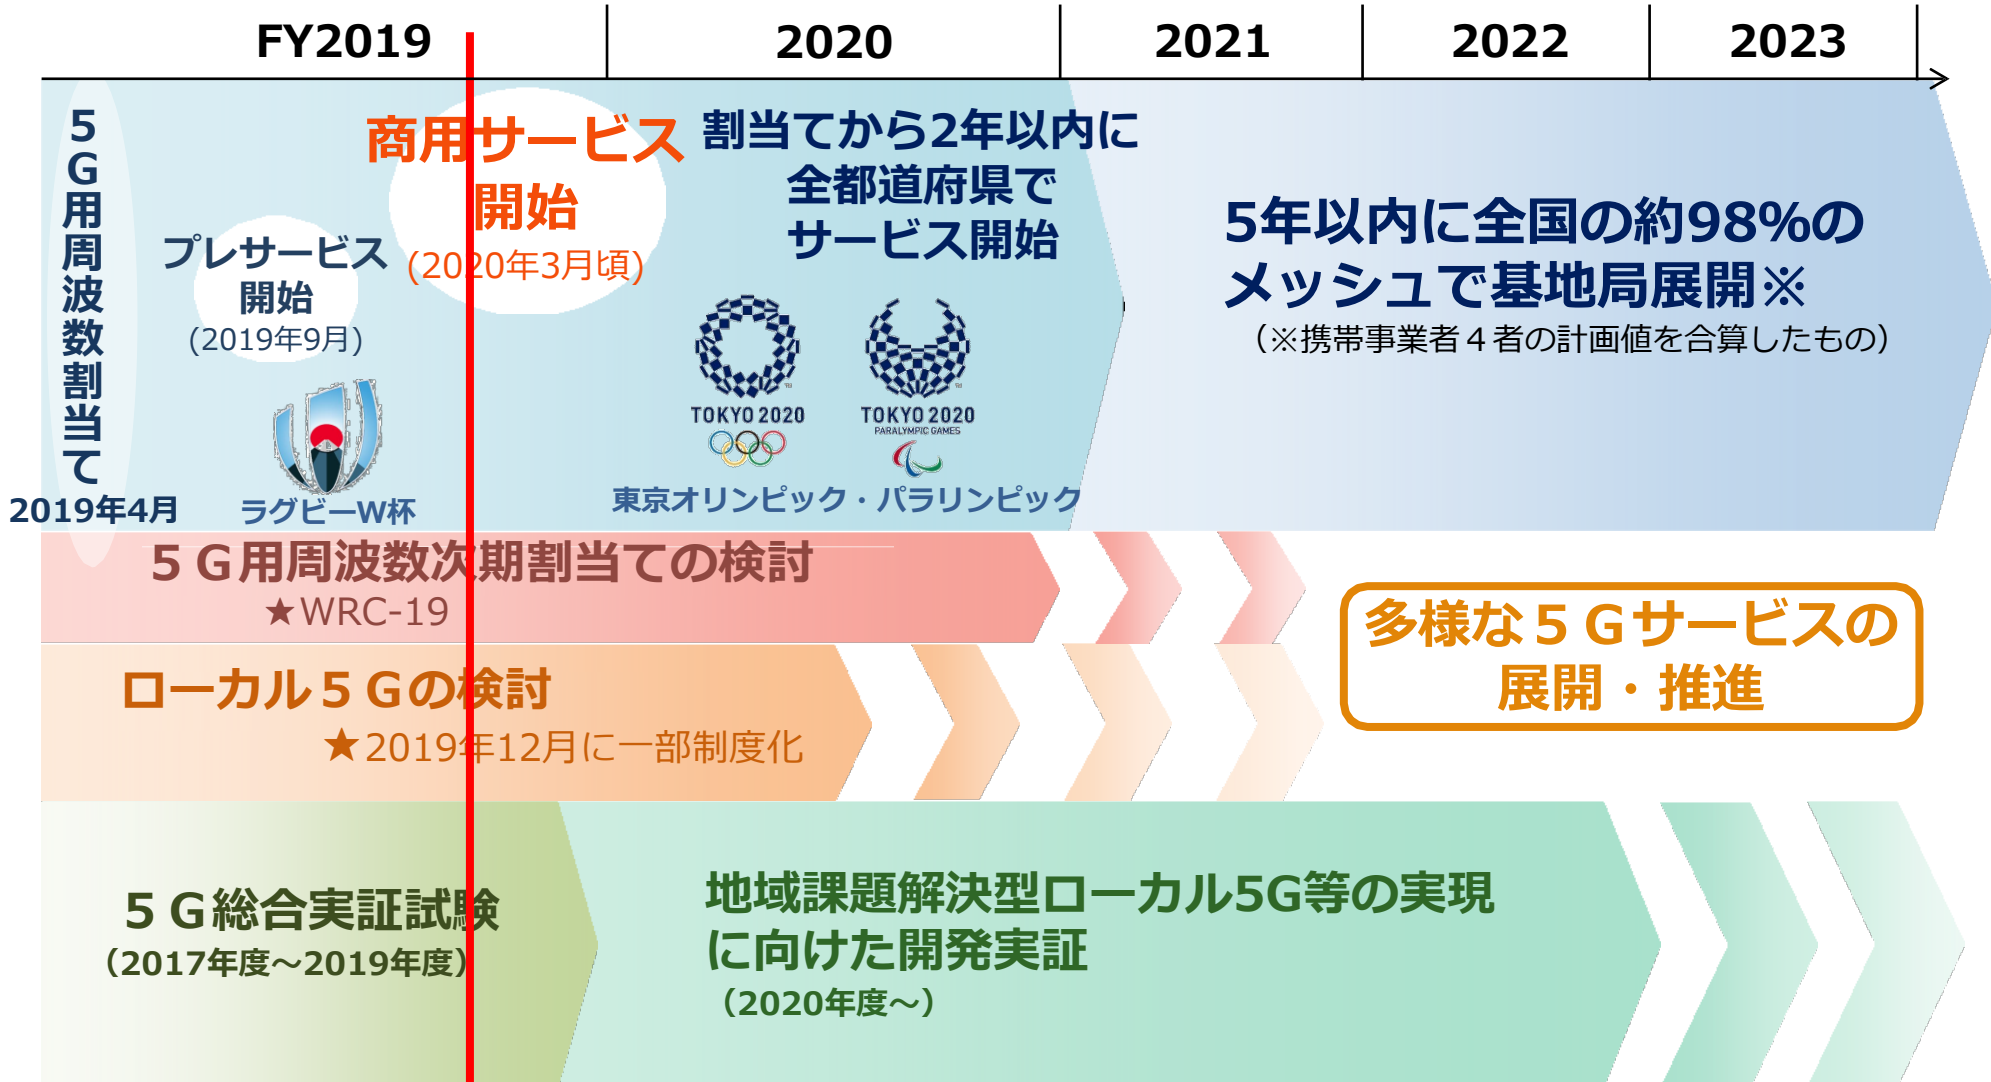 FY2019
2020
2021
2022
2023
5G用周波数割当て
2019年4月
プレサービス
開始
(2019年9月)
ラグビーW杯
商用サービス
開始
(2020年3月頃)
割当てから2年以内に
全都道府県で
サービス開始
TOKYO 2020
TOKYO 2020
PARALYMPIC GAMES
東京オリンピック・パラリンピック
5年以内に全国の約98%の
メッシュで基地局展開※
（※携帯事業者４者の計画値を合算したもの）
５Ｇ用周波数次期割当ての検討
★WRC-19
ローカル５Ｇの検討
★2019年12月に一部制度化
多様な５Ｇサービスの
展開・推進
５Ｇ総合実証試験
（2017年度～2019年度）
地域課題解決型ローカル5G等の実現
に向けた開発実証
（2020年度～）